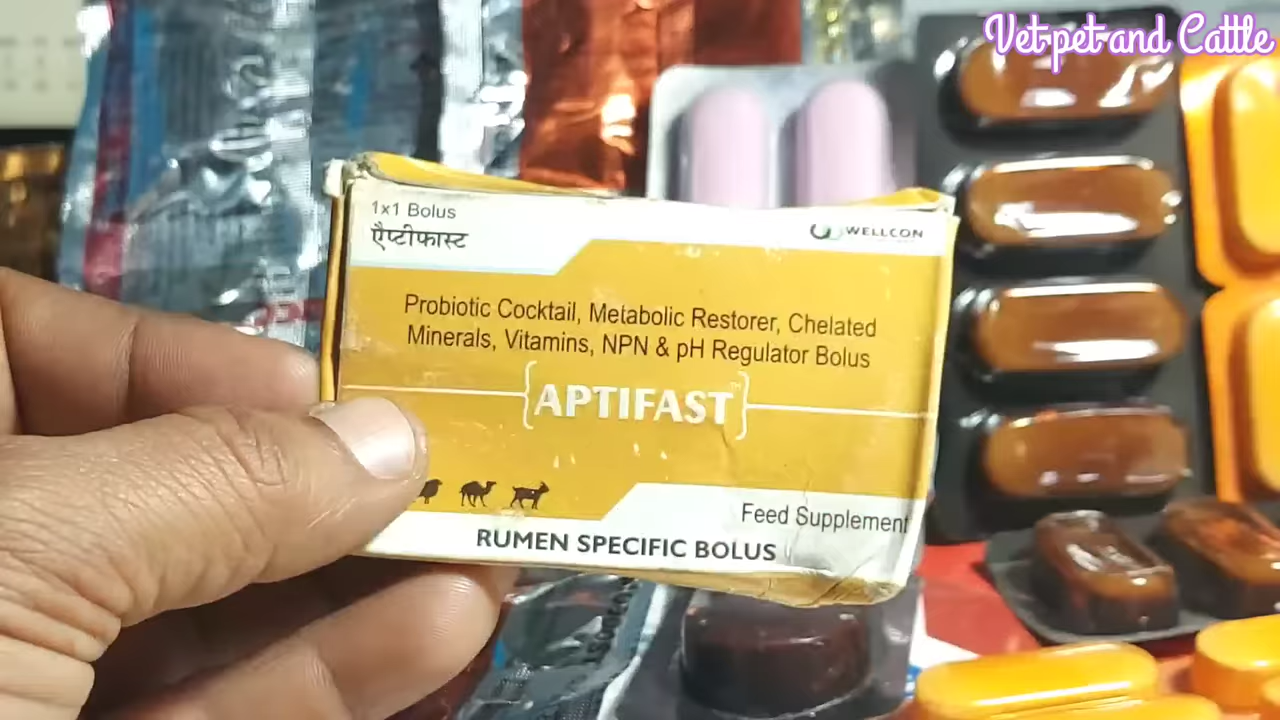 Vet pet and Cattle
1x1 Bolus
ऐप्टीफास्ट
WELLCON
Probiotic Cocktail, Metabolic Restorer, Chelated
Minerals, Vitamins, NPN & pH Regulator Bolus
APTIFAST™
Feed Supplement
RUMEN SPECIFIC BOLUS